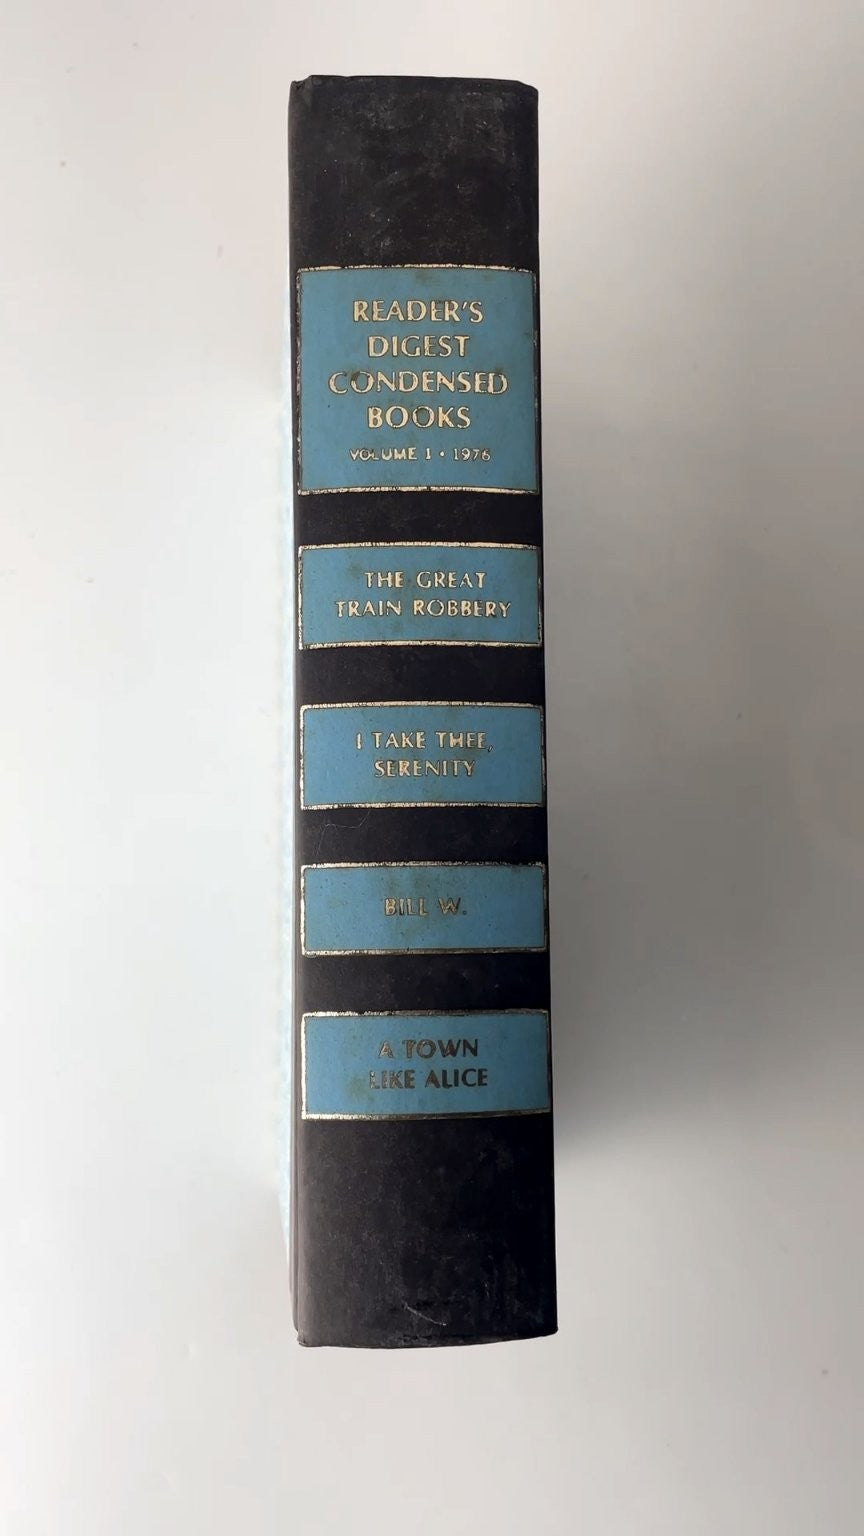 READER'S
DIGEST
CONDENSED
BOOKS
VOLUME 1 • 1976
THE GREAT
TRAIN ROBBERY
I TAKE THEE,
SERENITY
BILL W.
A TOWN
LIKE ALICE